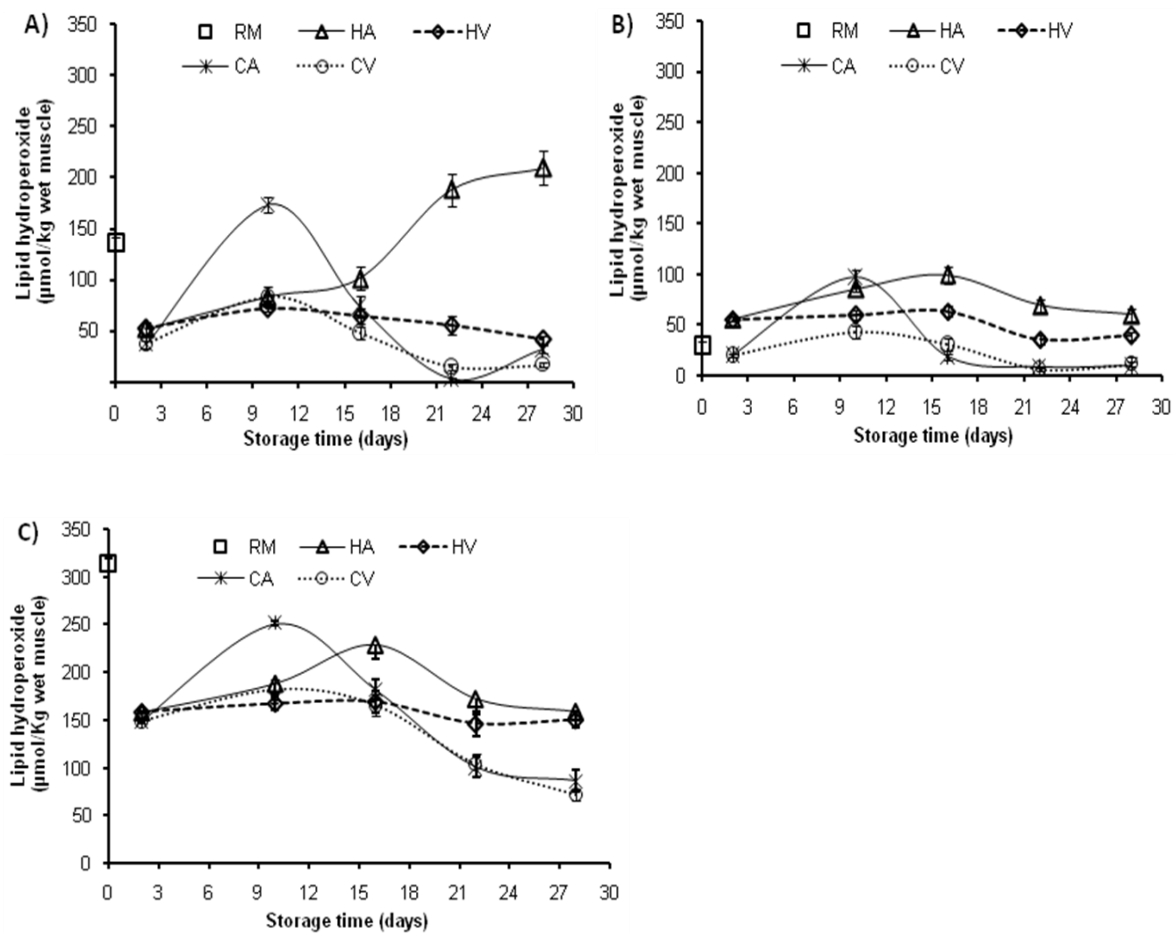 A)
RM HA HV
CA CV
Lipid hydroperoxide
(µmol/kg wet muscle)
350
300
250
200
150
100
50
0 3 6 9 12 15 18 21 24 27 30
Storage time (days)
B)
RM HA HV
CA CV
Lipid hydroperoxide
(µmol/kg wet muscle)
350
300
250
200
150
100
50
0
0 3 6 9 12 15 18 21 24 27 30
Storage time (days)
C)
RM HA HV
CA CV
Lipid hydroperoxide
(µmol/Kg wet muscle)
350
300
250
200
150
100
50
0
0 3 6 9 12 15 18 21 24 27 30
Storage time (days)